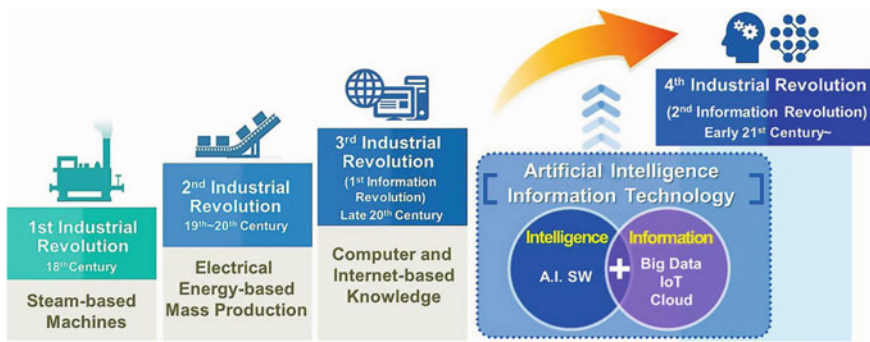 1st Industrial
Revolution
18th Century
Steam-based
Machines
2nd Industrial
Revolution
19th~20th Century
Electrical
Energy-based
Mass Production
3rd Industrial
Revolution
(1st Information
Revolution)
Late 20th Century
Computer and
Internet-based
Knowledge
Artificial Intelligence
Information Technology
Intelligence
A.I. SW
+
Information
Big Data
IoT
Cloud
4th Industrial Revolution
(2nd Information Revolution)
Early 21st Century~